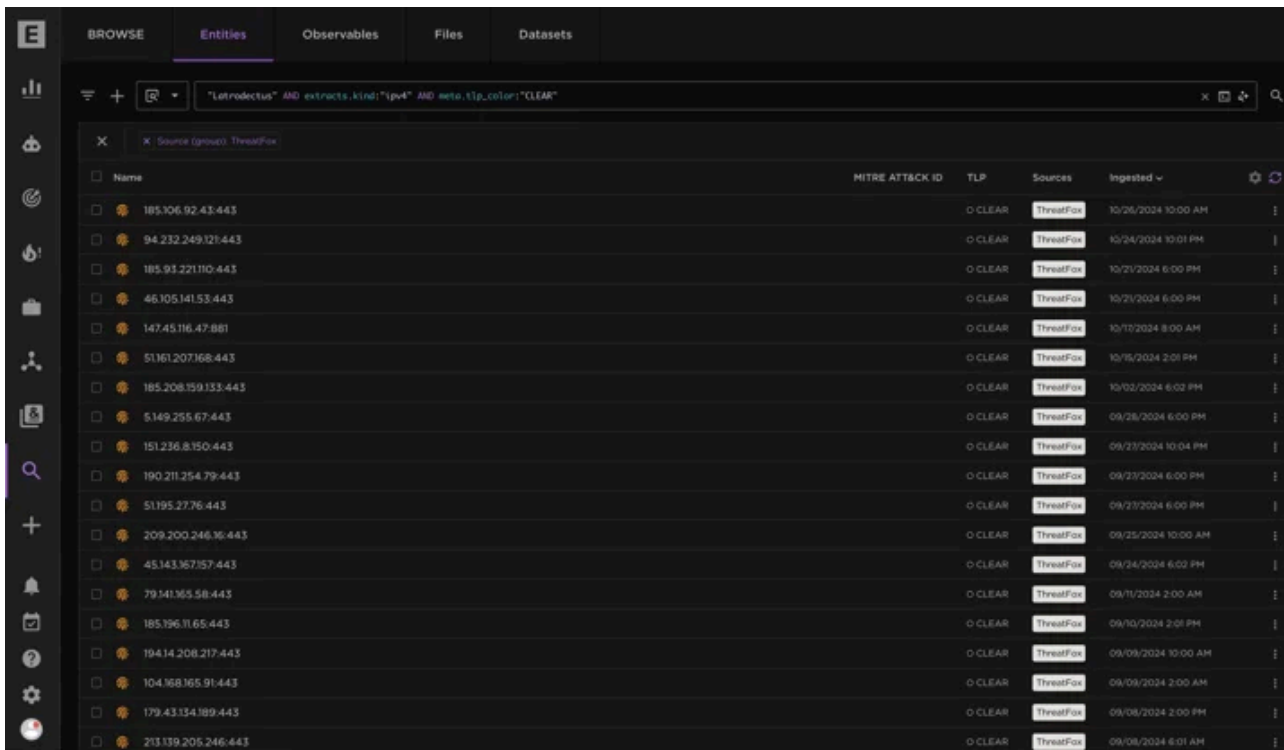 E
BROWSE Entities Observables Files Datasets
"Latrodectus" AND extracts.kind:"ipv4" AND meta.tlp_color:"CLEAR"
Source (group): ThreatFox
Name MITRE ATT&CK ID TLP Sources Ingested
185.106.92.43:443 CLEAR ThreatFox 10/26/2024 10:00 AM
94.232.249.121:443 CLEAR ThreatFox 10/24/2024 10:01 PM
185.93.221.110:443 CLEAR ThreatFox 10/21/2024 6:00 PM
46.105.141.53:443 CLEAR ThreatFox 10/21/2024 6:00 PM
147.45.116.47:881 CLEAR ThreatFox 10/17/2024 8:00 AM
51.161.207.168:443 CLEAR ThreatFox 10/15/2024 2:01 PM
185.208.159.133:443 CLEAR ThreatFox 10/02/2024 6:02 PM
5.149.255.67:443 CLEAR ThreatFox 09/28/2024 6:00 PM
151.236.8.150:443 CLEAR ThreatFox 09/27/2024 10:04 PM
190.211.254.79:443 CLEAR ThreatFox 09/27/2024 6:00 PM
51.195.27.76:443 CLEAR ThreatFox 09/27/2024 6:00 PM
209.200.246.16:443 CLEAR ThreatFox 09/25/2024 10:00 AM
45.143.167.157:443 CLEAR ThreatFox 09/24/2024 6:02 PM
79.141.165.58:443 CLEAR ThreatFox 09/11/2024 2:00 AM
185.196.11.65:443 CLEAR ThreatFox 09/10/2024 2:01 PM
194.14.208.217:443 CLEAR ThreatFox 09/09/2024 10:00 AM
104.168.165.91:443 CLEAR ThreatFox 09/09/2024 2:00 AM
179.43.134.189:443 CLEAR ThreatFox 09/08/2024 2:00 PM
213.139.205.246:443 CLEAR ThreatFox 09/08/2024 6:01 AM